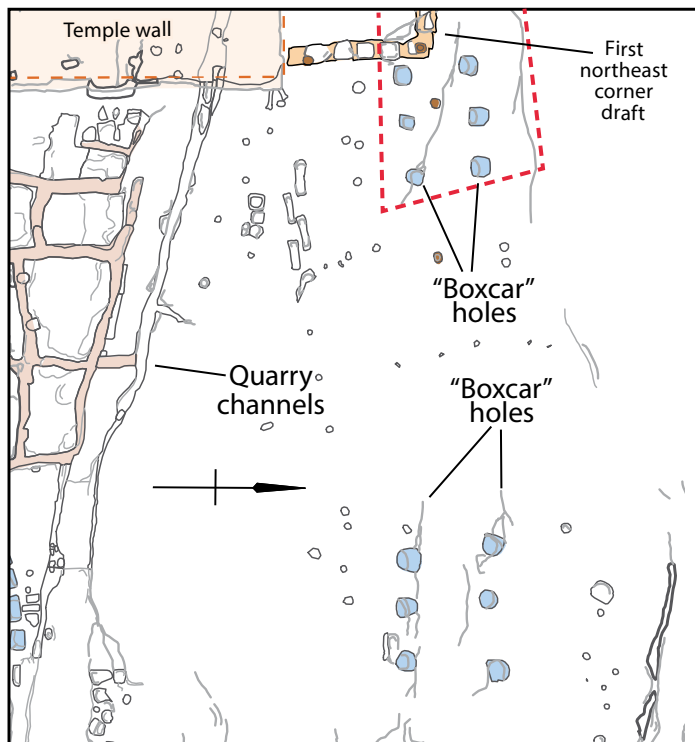 Temple wall
First
northeast
corner
draft
“Boxcar”
holes
Quarry
channels
“Boxcar”
holes